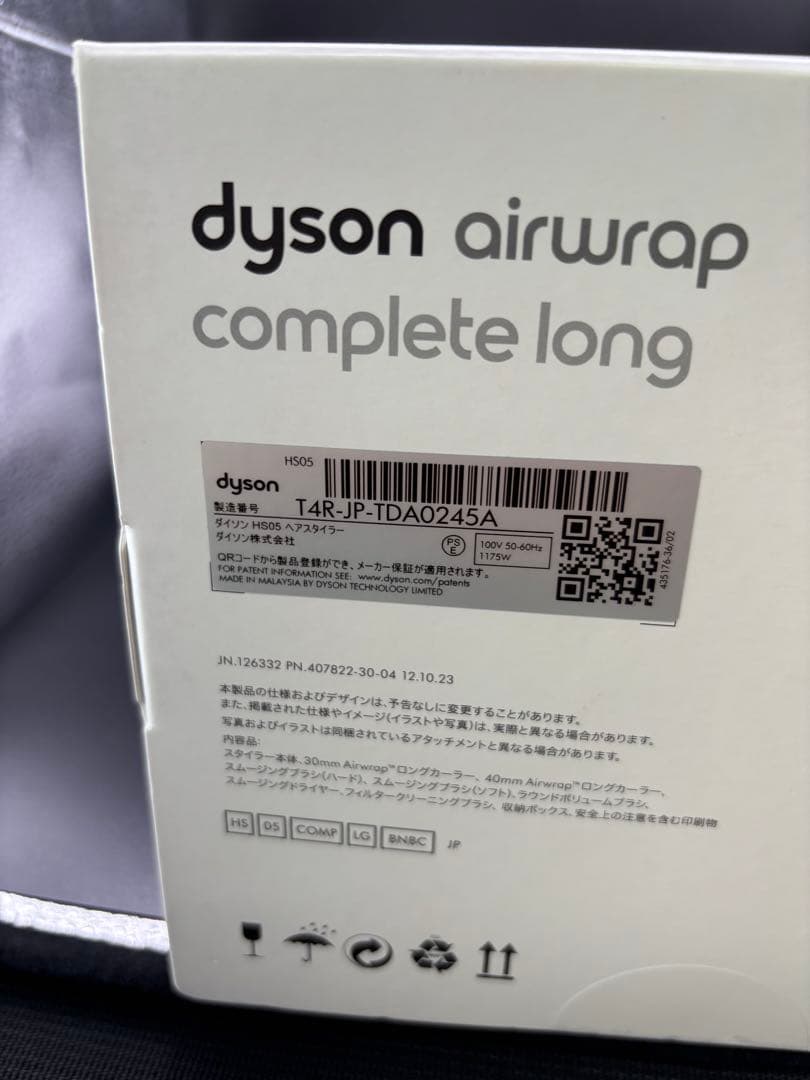 dyson airwrap
complete long
HS05
dyson
製造番号 T4R-JP-TDA0245A
ダイソン HS05 ヘアスタイラー
ダイソン株式会社
PS
E
100V 50-60Hz
1175W
QRコードから製品登録ができ、メーカー保証が適用されます。
FOR PATENT INFORMATION SEE: www.dyson.com/patents
MADE IN MALAYSIA BY DYSON TECHNOLOGY LIMITED
435176-36/02
JN.126332 PN.407822-30-04 12.10.23
本製品の仕様およびデザインは、予告なしに変更することがあります。
また、掲載された仕様やイメージ(イラストや写真)は、実際と異なる場合があります。
写真およびイラストは同梱されているアタッチメントと異なる場合があります。
内容品:
スタイラー本体、30mm Airwrap™ロングカーラー、40mm Airwrap™ロングカーラー、
スムージングブラシ(ハード)、スムージングブラシ(ソフト)、ラウンドボリュームブラシ、
スムージングドライヤー、フィルタークリーニングブラシ、収納ボックス、安全上の注意を含む印刷物
HS 05 COMP LG BNBC JP